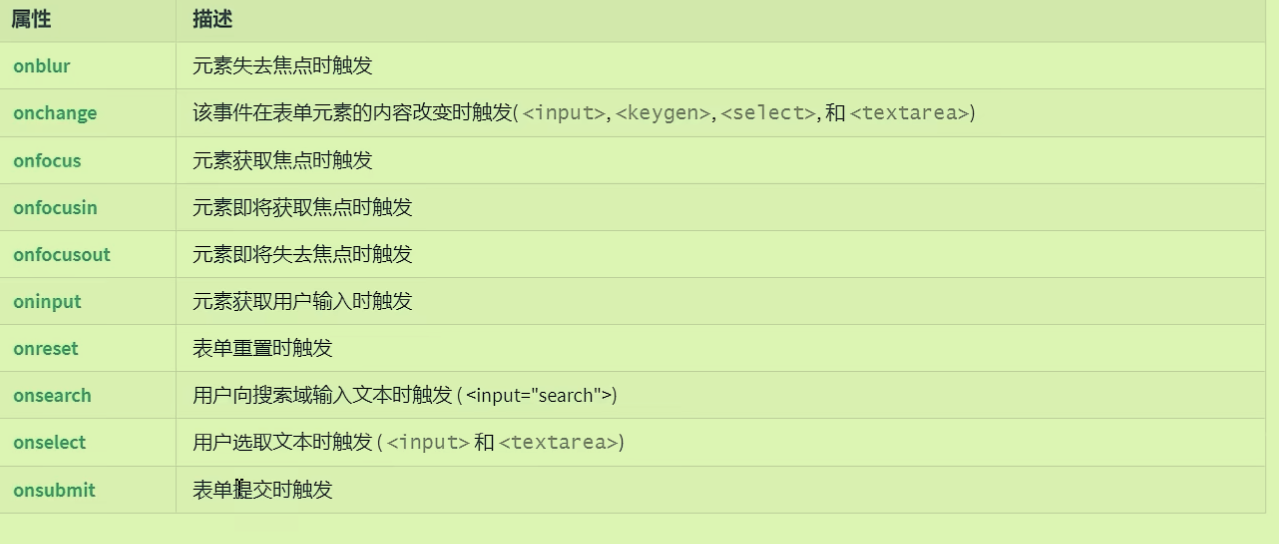 属性 描述
onblur 元素失去焦点时触发
onchange 该事件在表单元素的内容改变时触发( <input>, <keygen>, <select>, 和 <textarea>)
onfocus 元素获取焦点时触发
onfocusin 元素即将获取焦点时触发
onfocusout 元素即将失去焦点时触发
oninput 元素获取用户输入时触发
onreset 表单重置时触发
onsearch 用户向搜索域输入文本时触发 ( <input="search">)
onselect 用户选取文本时触发 ( <input> 和 <textarea>)
onsubmit 表单提交时触发